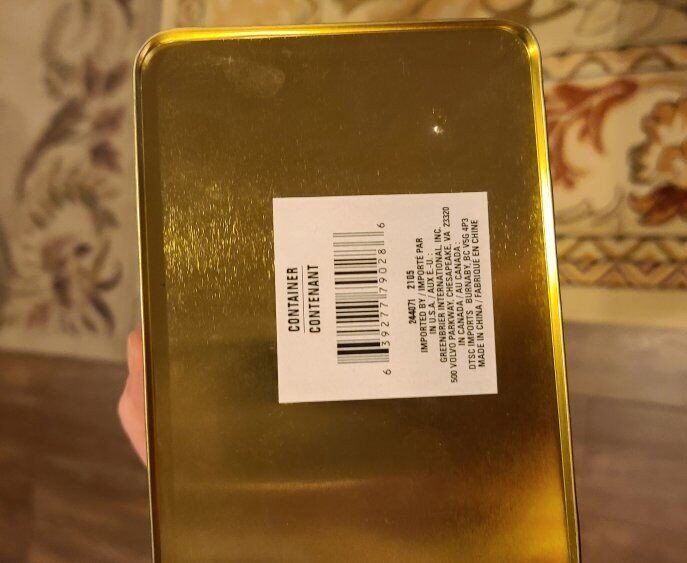 CONTAINER
CONTENANT
6 39277 79028 6
244071 2105
IMPORTED BY / IMPORTÉ PAR
IN U.S.A. / AUX É.-U. :
GREENBRIER INTERNATIONAL, INC.
500 VOLVO PARKWAY, CHESAPEAKE, VA 23320
IN CANADA / AU CANADA :
DTSC IMPORTS BURNABY, BC V5G 4P3
MADE IN CHINA / FABRIQUÉ EN CHINE